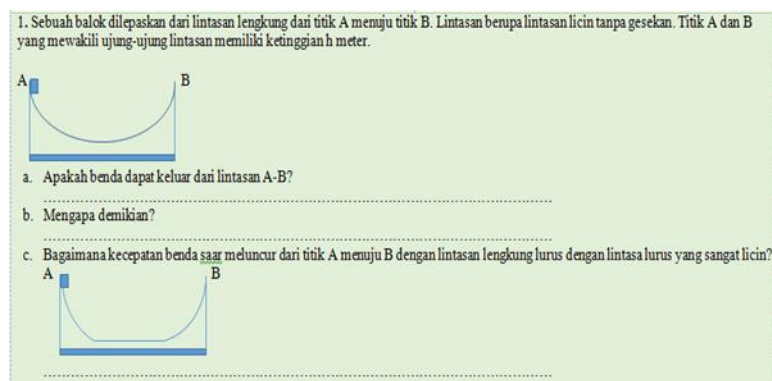 1. Sebuah balok dilepaskan dari lintasan lengkung dari titik A menuju titik B. Lintasan berupa lintasan licin tanpa gesekan. Titik A dan B
yang mewakili ujung-ujung lintasan memiliki ketinggian h meter.
A B
a. Apakah benda dapat keluar dari lintasan A-B?
b. Mengapa demikian?
c. Bagaimana kecepatan benda saar meluncur dari titik A menuju B dengan lintasan lengkung lurus dengan lintasa lurus yang sangat licin?
A B